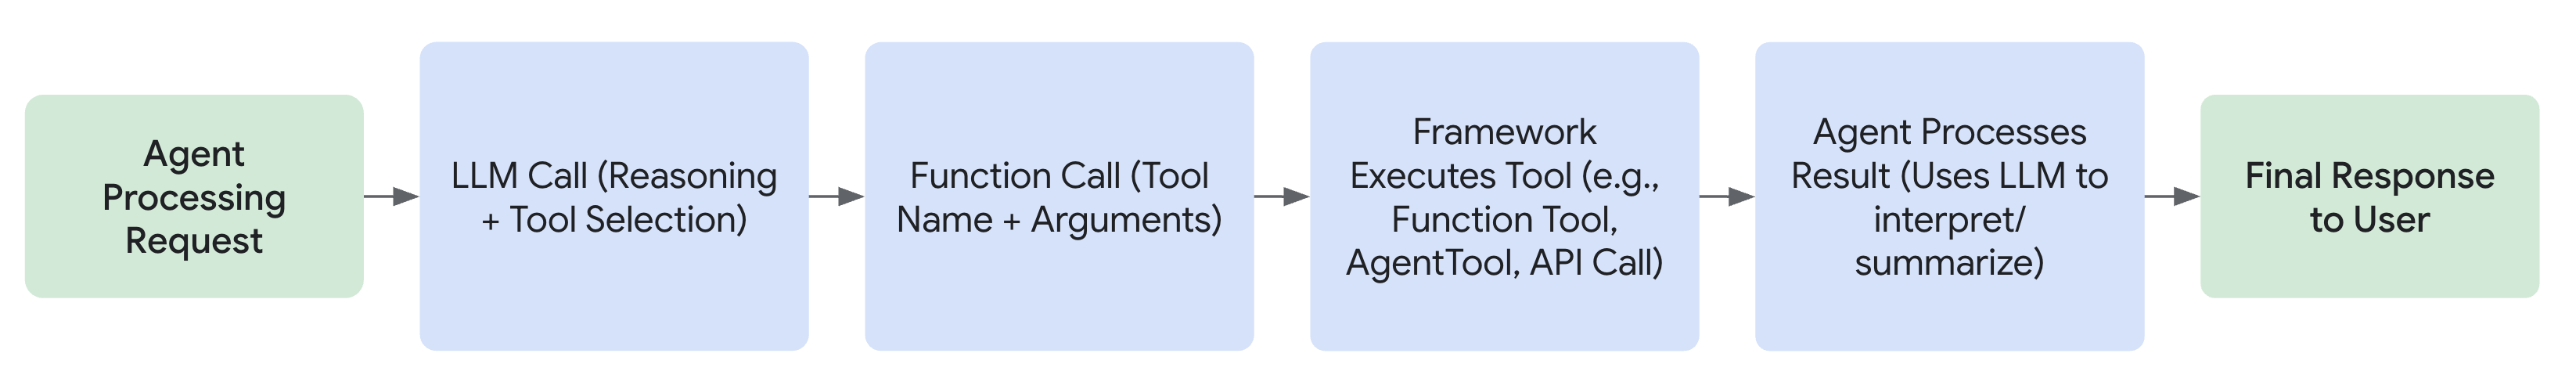 Agent
Processing
Request
LLM Call (Reasoning
+ Tool Selection)
Function Call (Tool
Name + Arguments)
Framework
Executes Tool (e.g.,
Function Tool,
AgentTool, API Call)
Agent Processes
Result (Uses LLM to
interpret/
summarize)
Final Response
to User